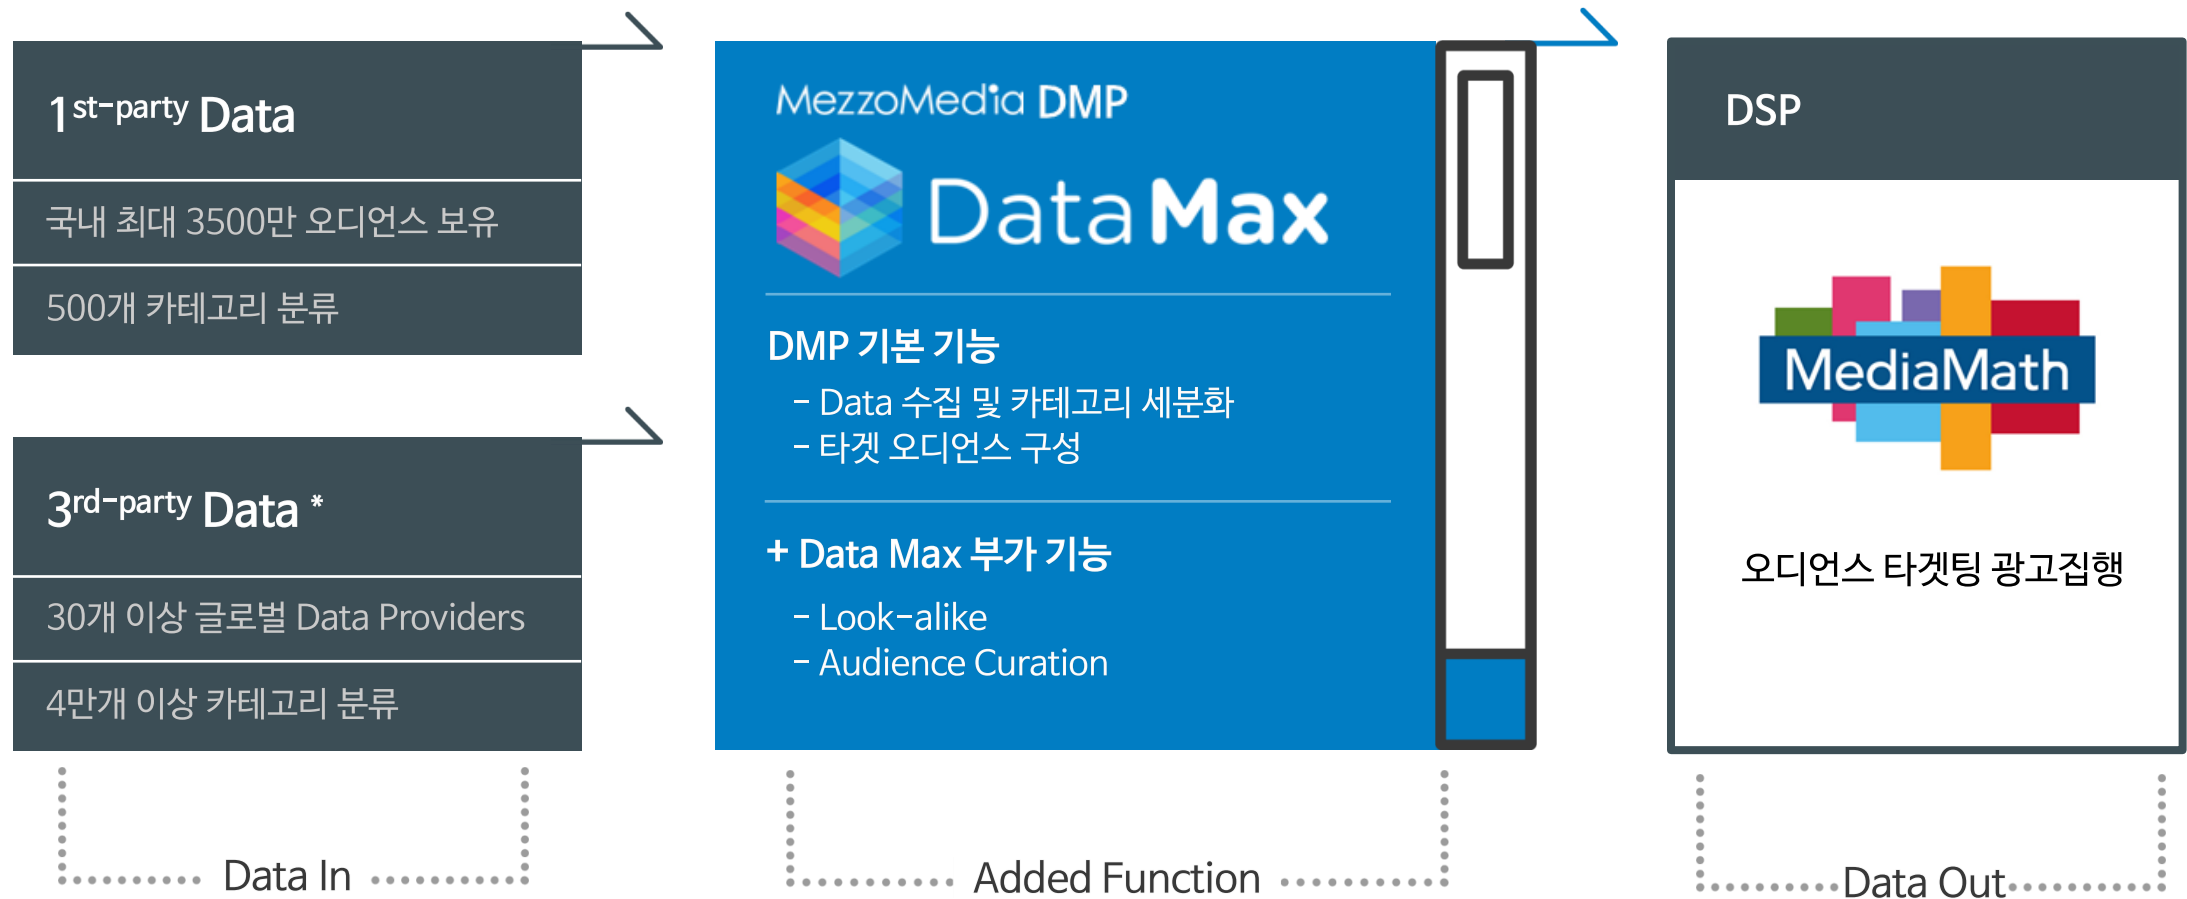 1st-party Data
국내 최대 3500만 오디언스 보유
500개 카테고리 분류
3rd-party Data *
30개 이상 글로벌 Data Providers
4만개 이상 카테고리 분류
Data In
MezzoMedia DMP
Data Max
DMP 기본 기능
- Data 수집 및 카테고리 세분화
- 타겟 오디언스 구성
+ Data Max 부가 기능
- Look-alike
- Audience Curation
Added Function
DSP
MediaMath
오디언스 타겟팅 광고집행
Data Out